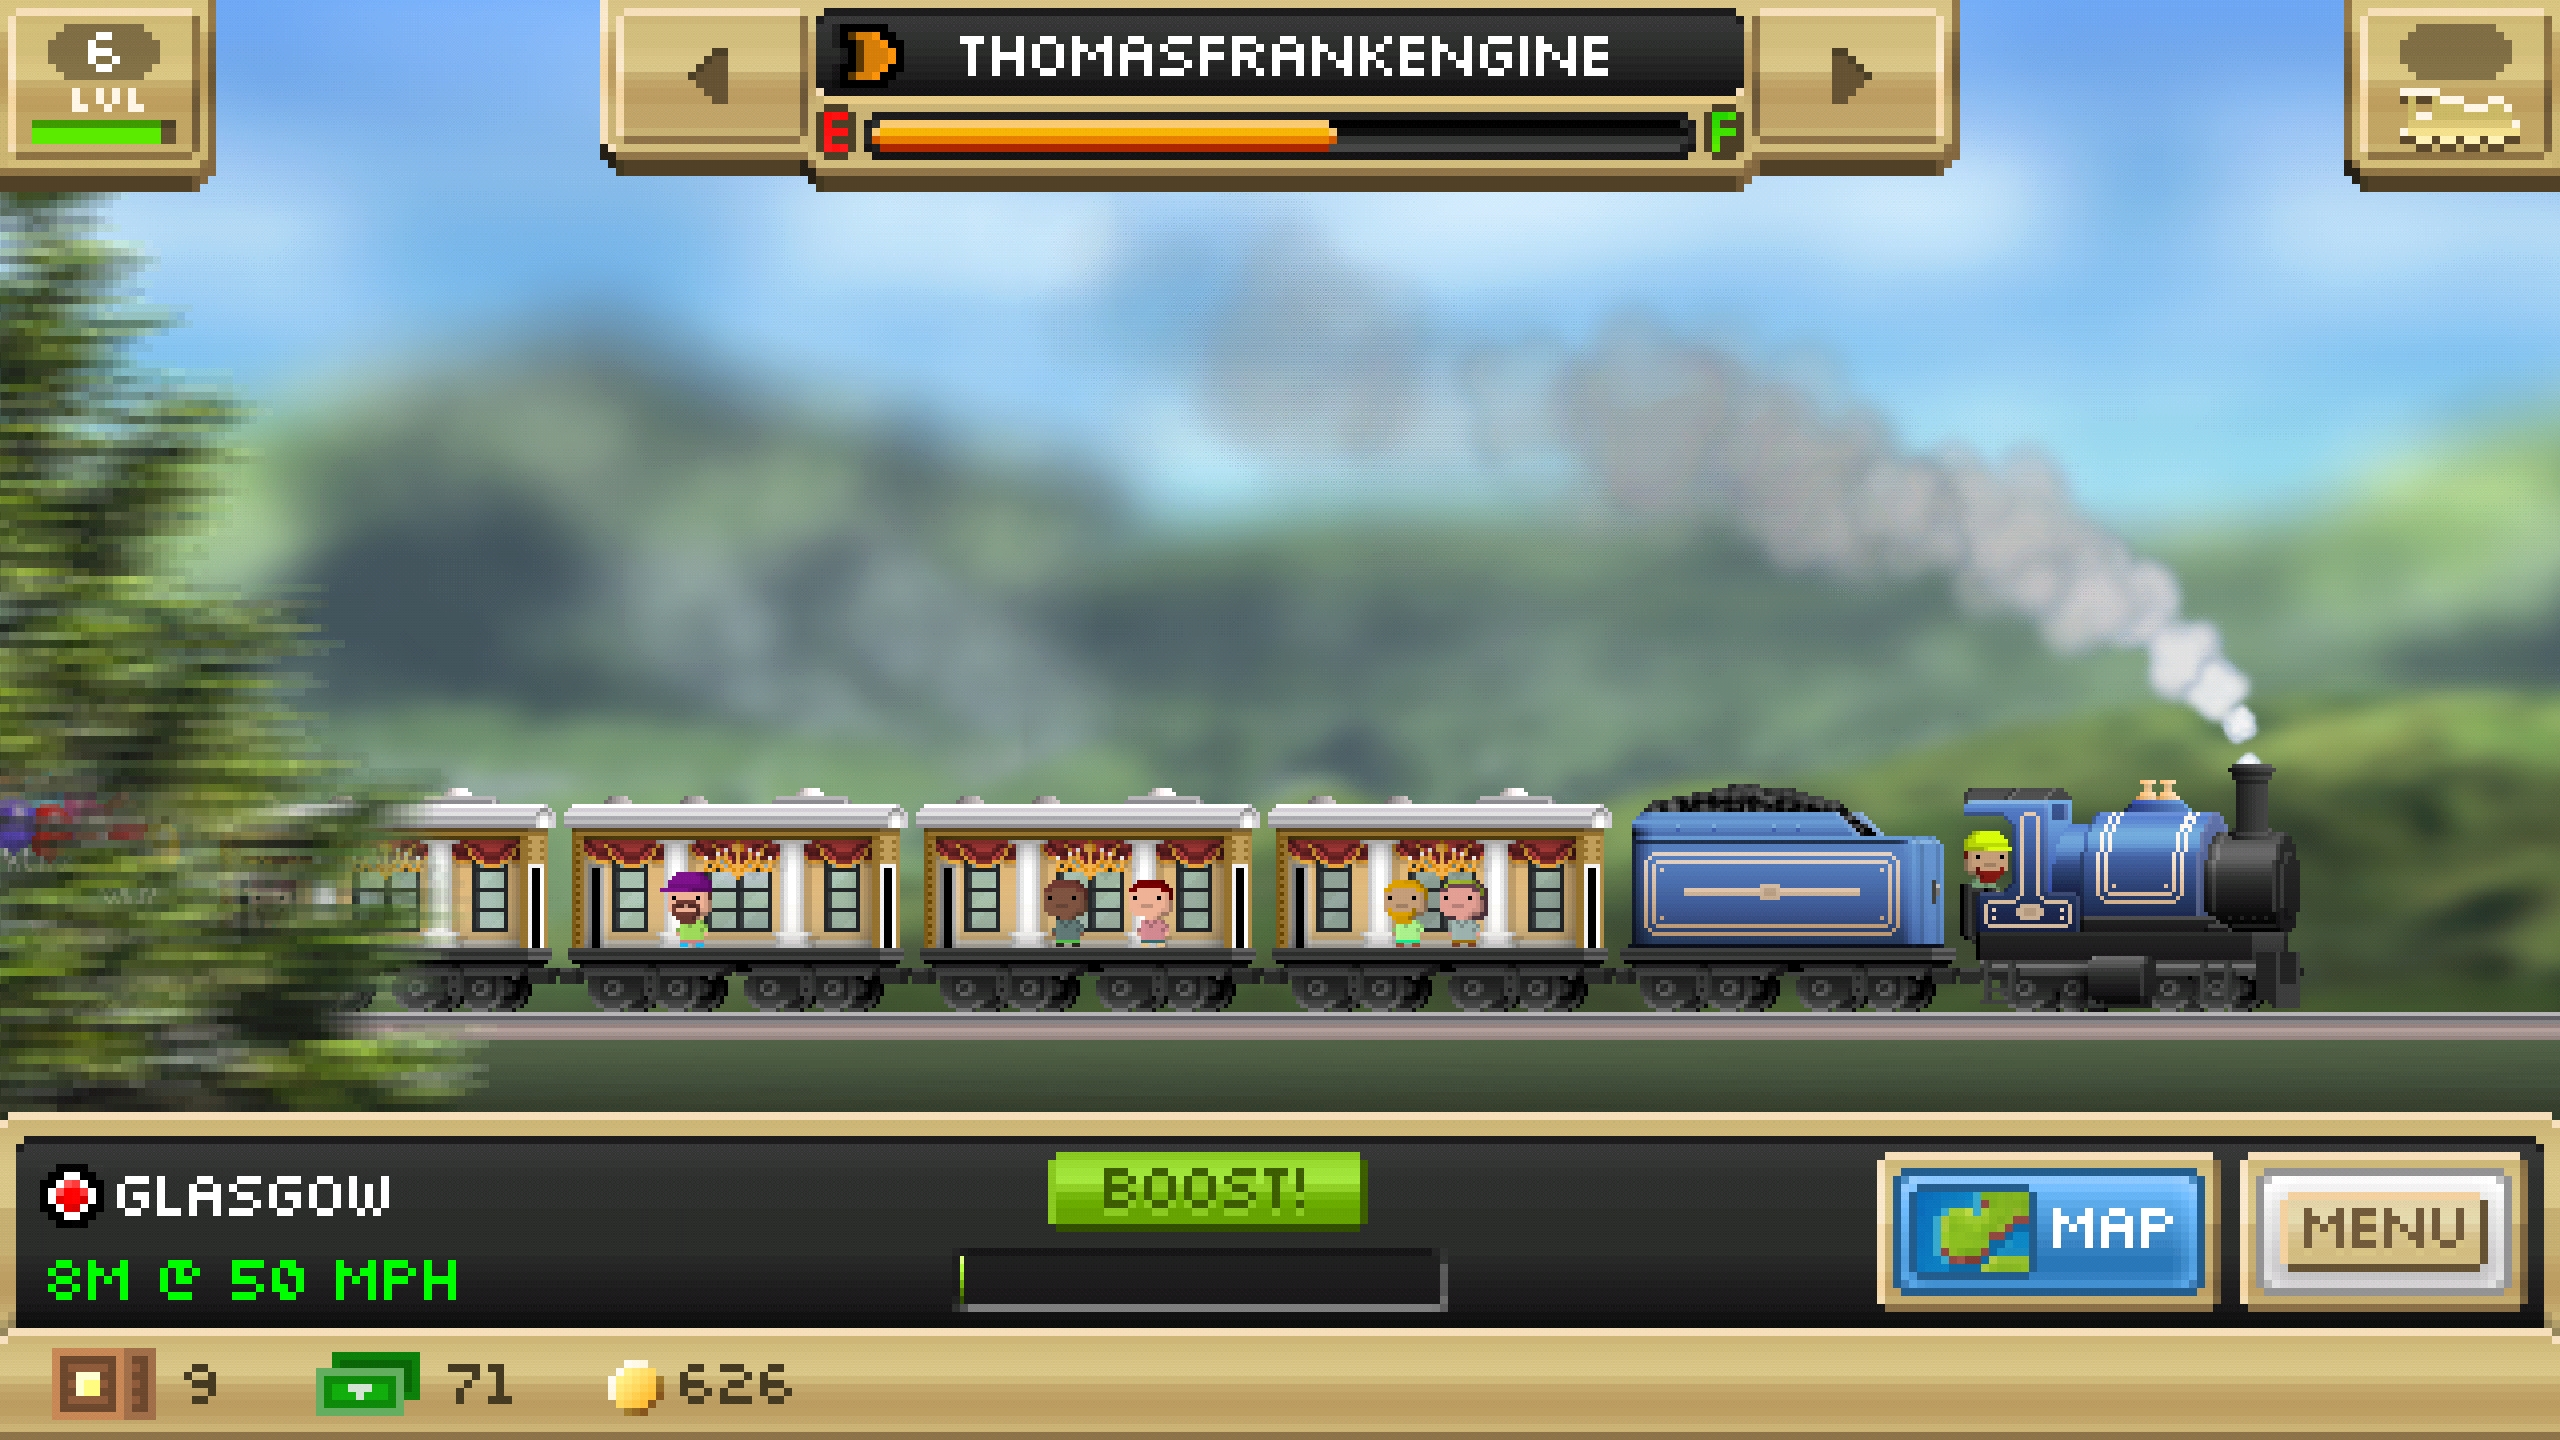 6
LVL
THOMASFRANKENGINE
E F
GLASGOW
8M @ 50 MPH
BOOST!
MAP
MENU
9
71
626